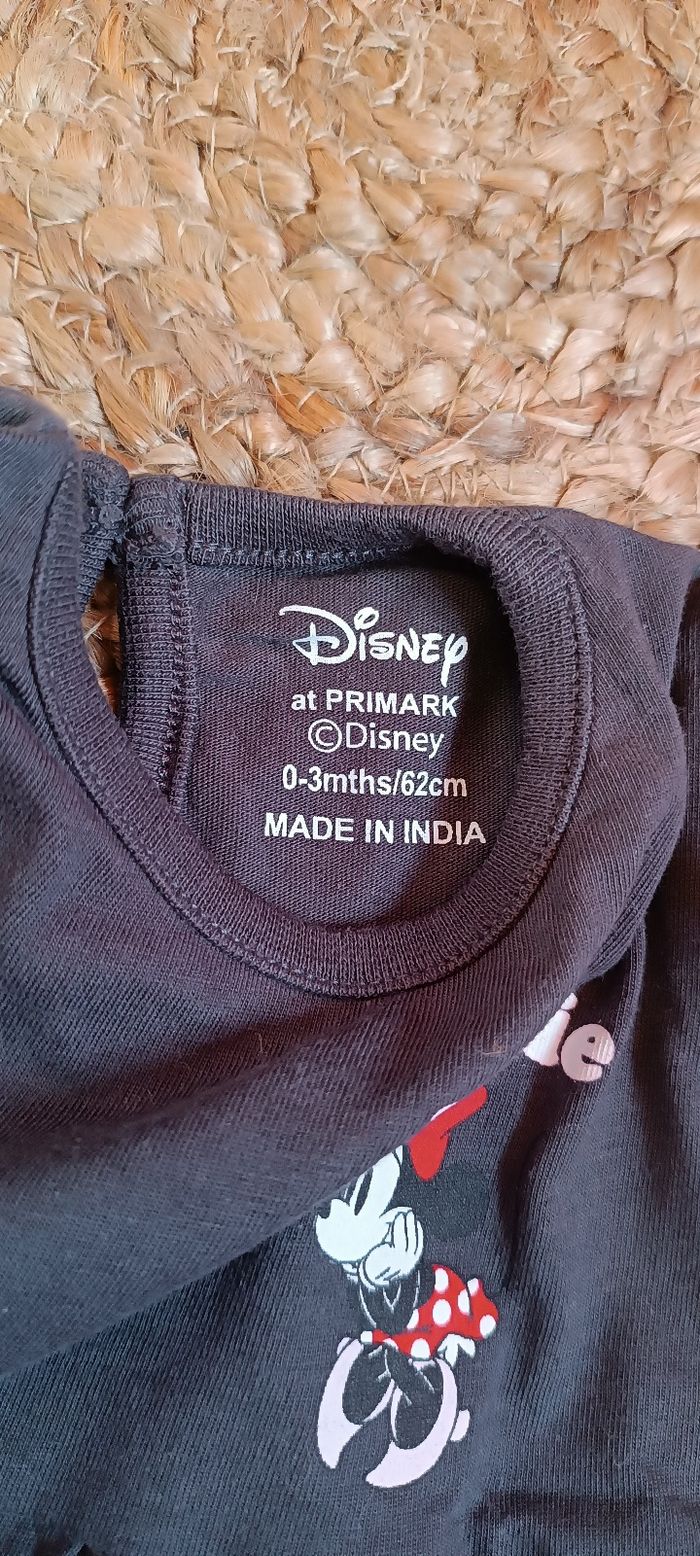 Disney
at PRIMARK
©Disney
0-3mths/62cm
MADE IN INDIA